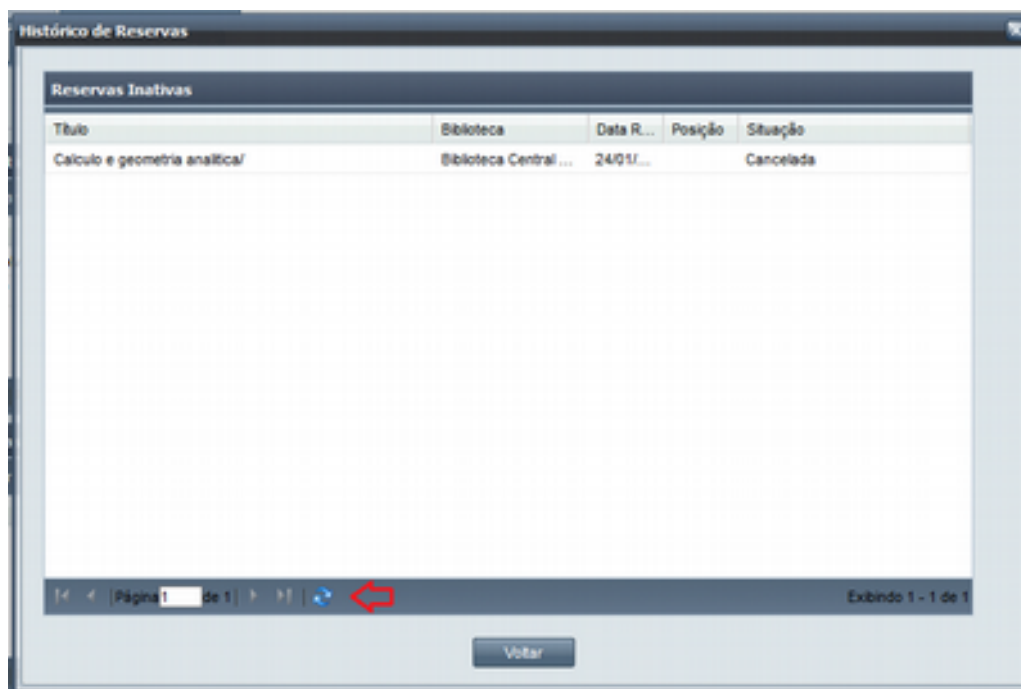 Histórico de Reservas
Reservas Inativas
Título Biblioteca Data R... Posição Situação
Calculo e geometria analitica/ Biblioteca Central ... 24/01/... Cancelada
Página 1 de 1 Exibindo 1 - 1 de 1
Voltar